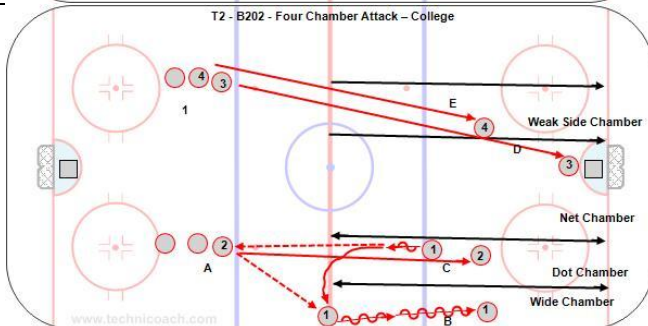 T2 - B202 - Four Chamber Attack – College
4
3
1
E
4
Weak Side Chamber
D
3
Net Chamber
2
A
1
C
2
Dot Chamber
Wide Chamber
1
B
1
www.technicoach.com